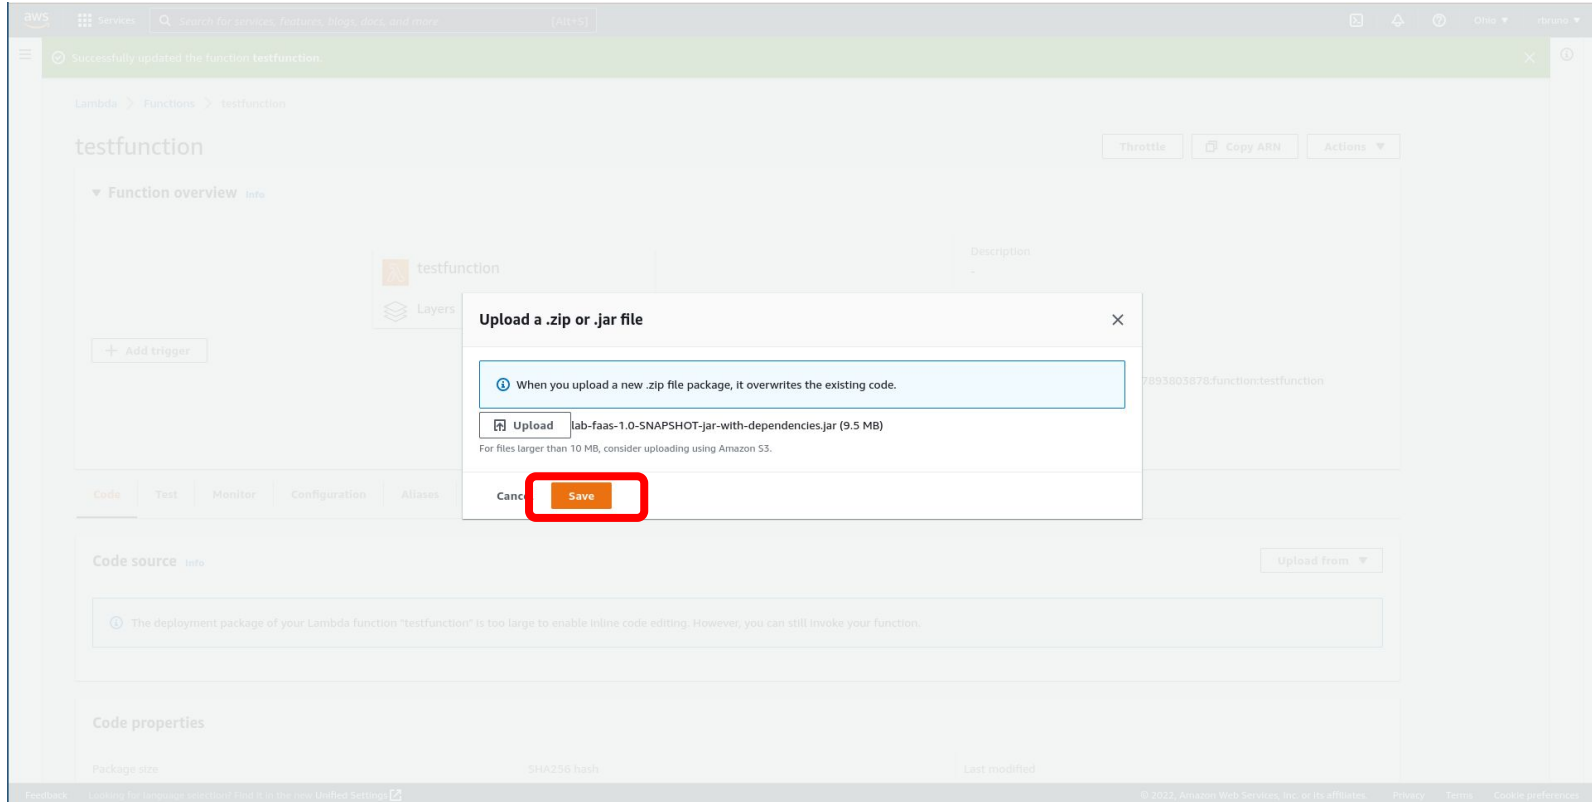 aws Services Search for services, features, blogs, docs, and more [Alt+S] Ohio rbruno
Successfully updated the function testfunction.
Lambda > Functions > testfunction
testfunction
Throttle Copy ARN Actions
Function overview Info
Description
-
testfunction
Layers
Add trigger
7893803878:function:testfunction
Upload a .zip or .jar file
When you upload a new .zip file package, it overwrites the existing code.
Upload lab-faas-1.0-SNAPSHOT-jar-with-dependencies.jar (9.5 MB)
For files larger than 10 MB, consider uploading using Amazon S3.
Canc Save
Code Test Monitor Configuration Aliases
Code source Info
Upload from
The deployment package of your Lambda function "testfunction" is too large to enable inline code editing. However, you can still invoke your function.
Code properties
Package size SHA256 hash Last modified
Feedback Looking for language selection? Find it in the new Unified Settings © 2022, Amazon Web Services, Inc. or its affiliates. Privacy Terms Cookie preferences